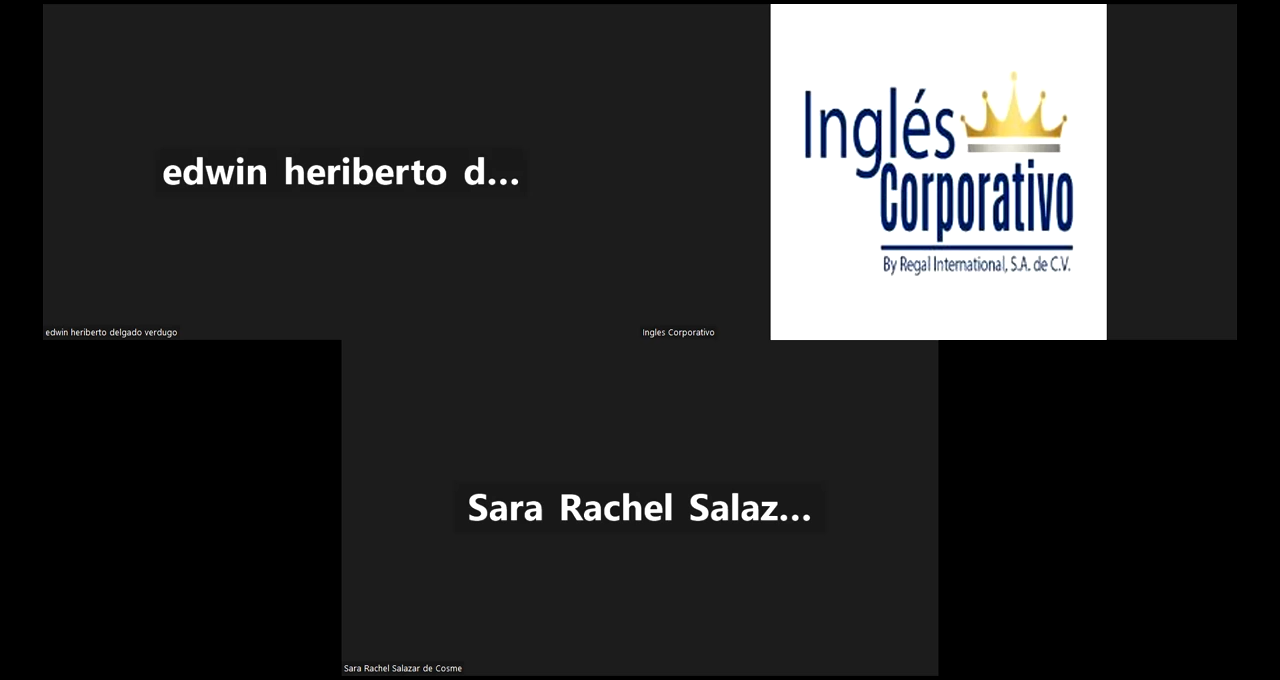 edwin heriberto d...
edwin heriberto delgado verdugo
Inglés
Corporativo
By Regal International, S.A. de C.V.
Ingles Corporativo
Sara Rachel Salaz...
Sara Rachel Salazar de Cosme